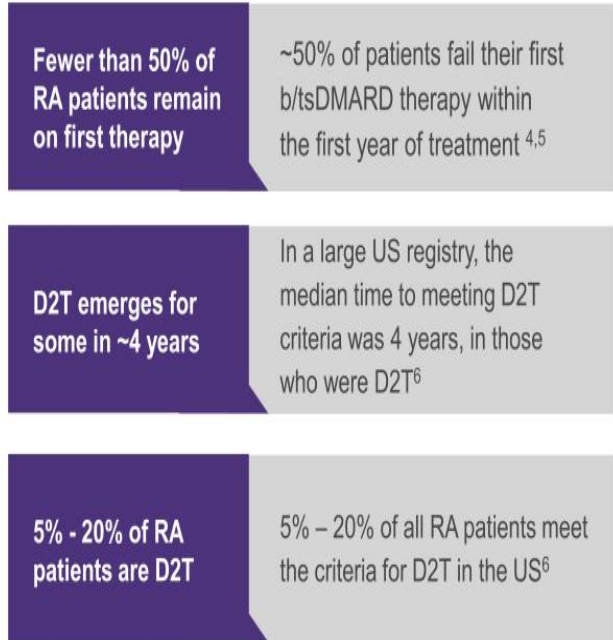 Fewer than 50% of
RA patients remain
on first therapy
~50% of patients fail their first
b/tsDMARD therapy within
the first year of treatment 4,5
D2T emerges for
some in ~4 years
In a large US registry, the
median time to meeting D2T
criteria was 4 years, in those
who were D2T6
5% - 20% of RA
patients are D2T
5% – 20% of all RA patients meet
the criteria for D2T in the US6